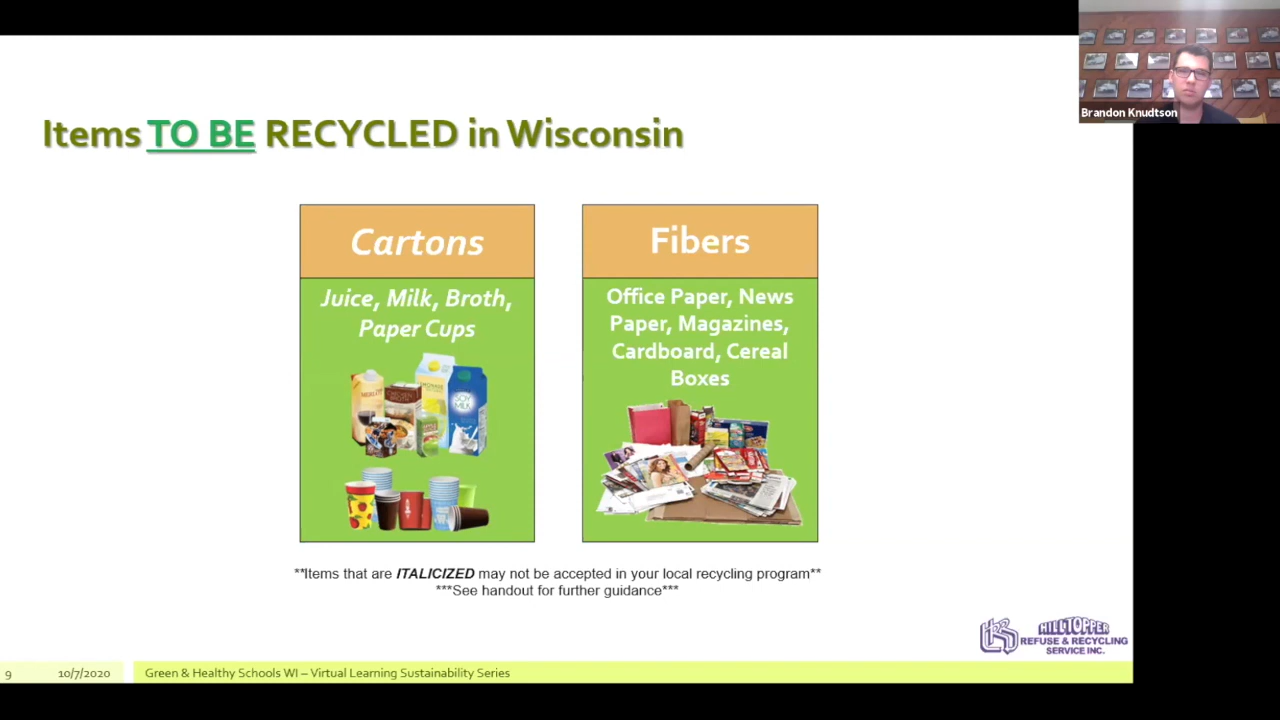 Brandon Knudtson
Items TO BE RECYCLED in Wisconsin
Cartons
Juice, Milk, Broth,
Paper Cups
Fibers
Office Paper, News
Paper, Magazines,
Cardboard, Cereal
Boxes
**Items that are ITALICIZED may not be accepted in your local recycling program**
***See handout for further guidance***
HILLTOPPER
REFUSE & RECYCLING
SERVICE INC.
9
10/7/2020
Green & Healthy Schools WI – Virtual Learning Sustainability Series